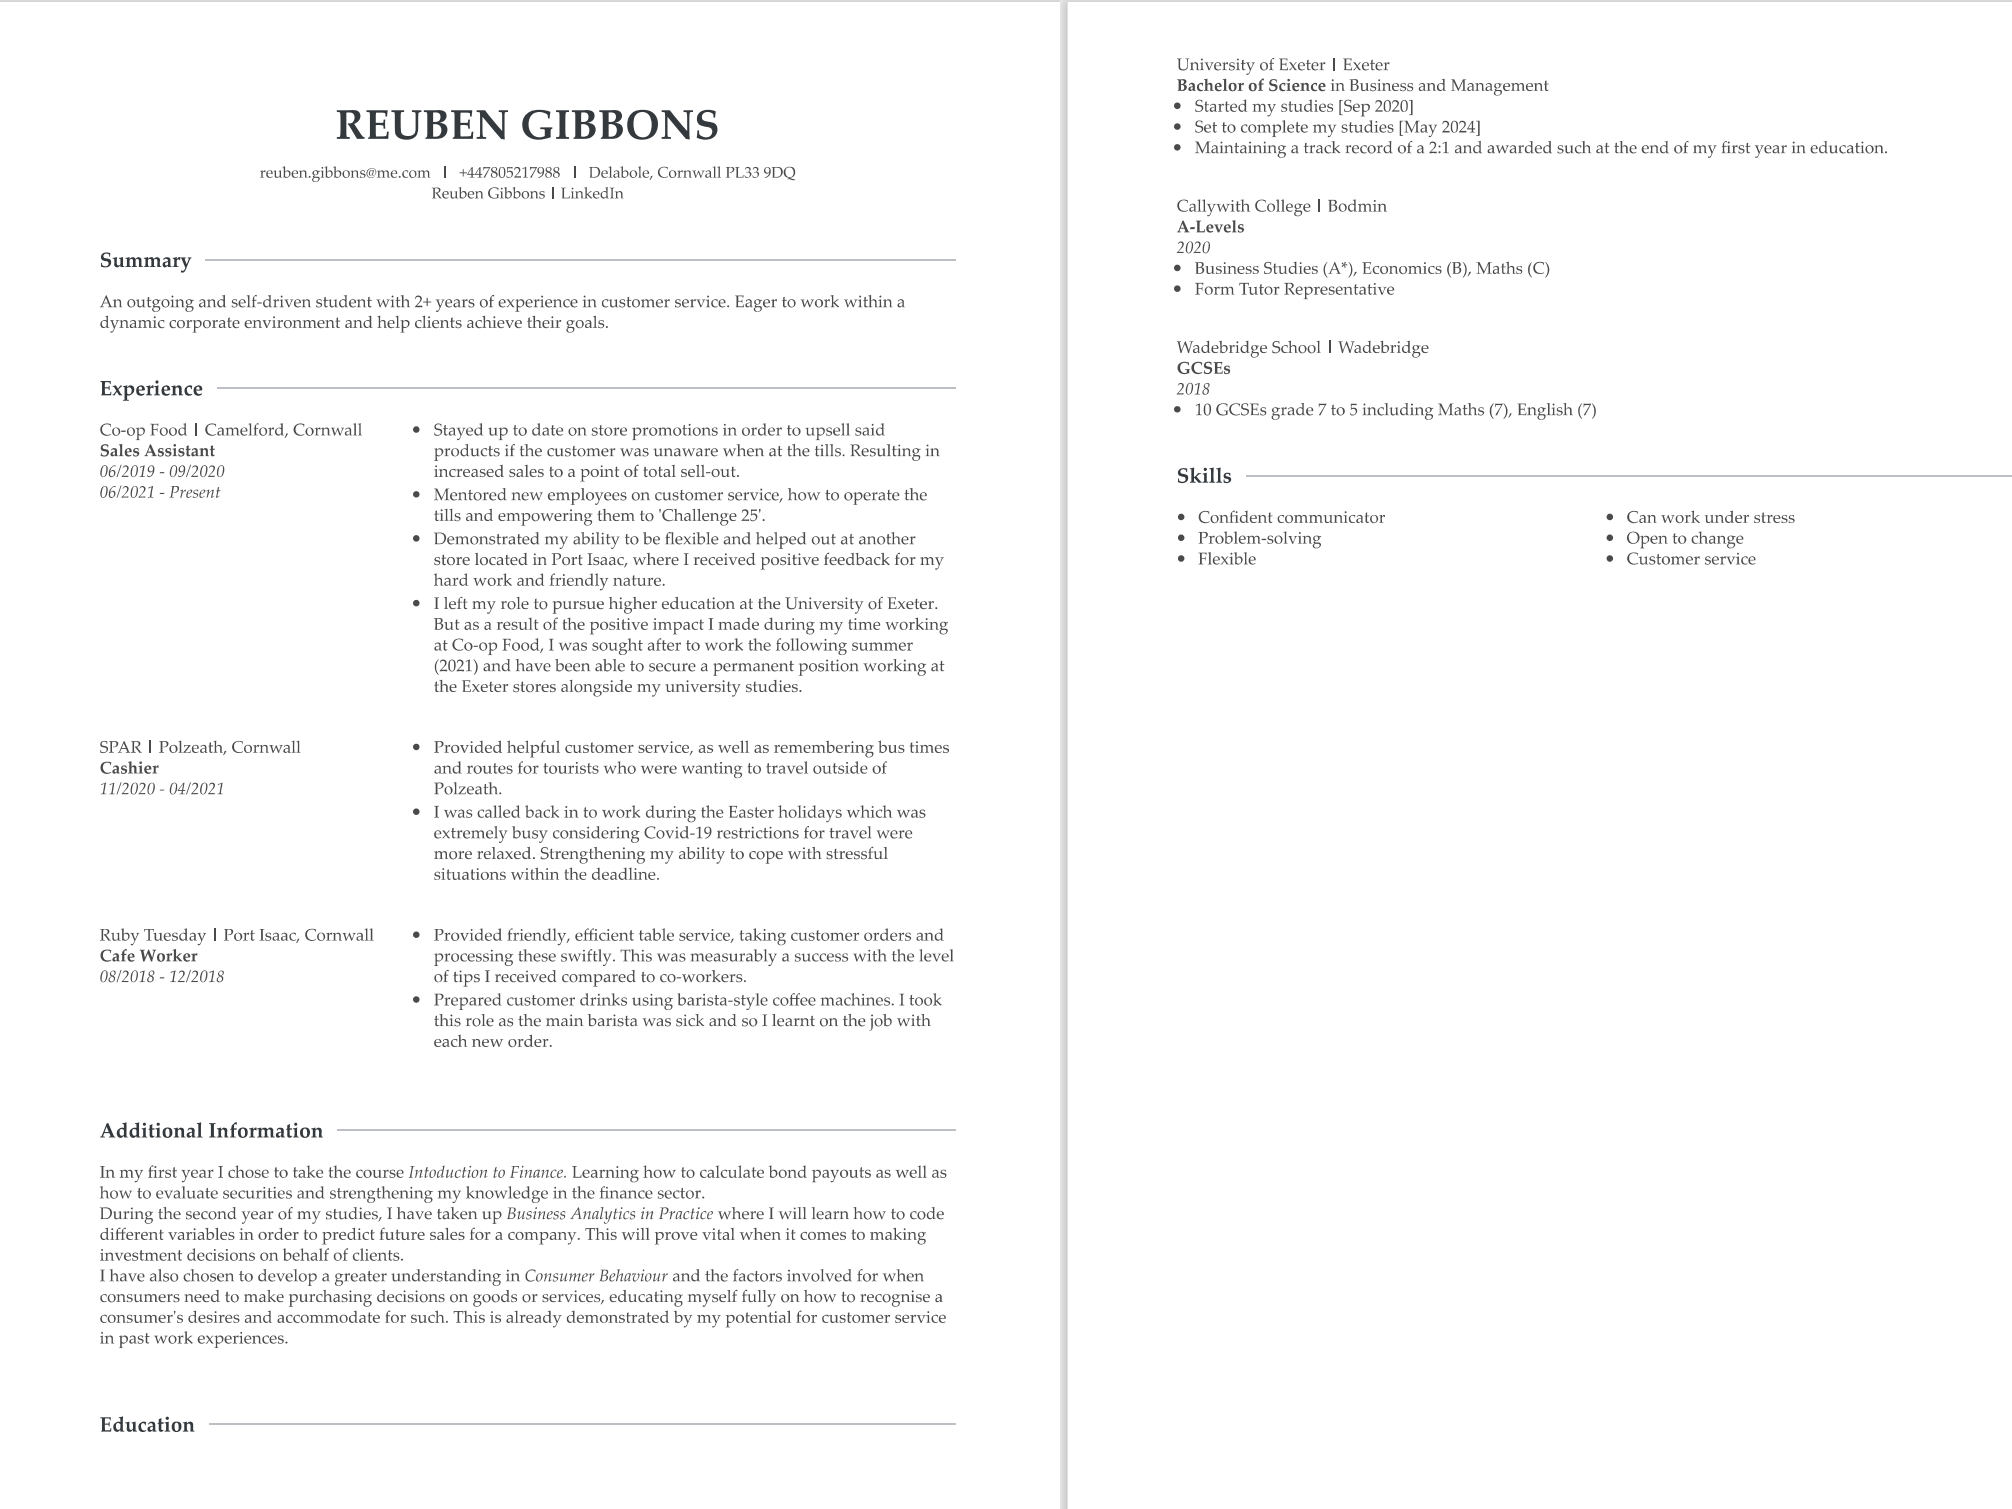 REUBEN GIBBONS
reuben.gibbons@me.com | +447805217988 | Delabole, Cornwall PL33 9DQ
Reuben Gibbons | LinkedIn
Summary
An outgoing and self-driven student with 2+ years of experience in customer service. Eager to work within a
dynamic corporate environment and help clients achieve their goals.
Experience
Co-op Food | Camelford, Cornwall
Sales Assistant
06/2019 - 09/2020
06/2021 - Present
• Stayed up to date on store promotions in order to upsell said
products if the customer was unaware when at the tills. Resulting in
increased sales to a point of total sell-out.
• Mentored new employees on customer service, how to operate the
tills and empowering them to 'Challenge 25'.
• Demonstrated my ability to be flexible and helped out at another
store located in Port Isaac, where I received positive feedback for my
hard work and friendly nature.
• I left my role to pursue higher education at the University of Exeter.
But as a result of the positive impact I made during my time working
at Co-op Food, I was sought after to work the following summer
(2021) and have been able to secure a permanent position working at
the Exeter stores alongside my university studies.
SPAR | Polzeath, Cornwall
Cashier
11/2020 - 04/2021
• Provided helpful customer service, as well as remembering bus times
and routes for tourists who were wanting to travel outside of
Polzeath.
• I was called back in to work during the Easter holidays which was
extremely busy considering Covid-19 restrictions for travel were
more relaxed. Strengthening my ability to cope with stressful
situations within the deadline.
Ruby Tuesday | Port Isaac, Cornwall
Cafe Worker
08/2018 - 12/2018
• Provided friendly, efficient table service, taking customer orders and
processing these swiftly. This was measurably a success with the level
of tips I received compared to co-workers.
• Prepared customer drinks using barista-style coffee machines. I took
this role as the main barista was sick and so I learnt on the job with
each new order.
Additional Information
In my first year I chose to take the course Intoduction to Finance. Learning how to calculate bond payouts as well as
how to evaluate securities and strengthening my knowledge in the finance sector.
During the second year of my studies, I have taken up Business Analytics in Practice where I will learn how to code
different variables in order to predict future sales for a company. This will prove vital when it comes to making
investment decisions on behalf of clients.
I have also chosen to develop a greater understanding in Consumer Behaviour and the factors involved for when
consumers need to make purchasing decisions on goods or services, educating myself fully on how to recognise a
consumer's desires and accommodate for such. This is already demonstrated by my potential for customer service
in past work experiences.
Education
University of Exeter | Exeter
Bachelor of Science in Business and Management
• Started my studies [Sep 2020]
• Set to complete my studies [May 2024]
• Maintaining a track record of a 2:1 and awarded such at the end of my first year in education.
Callywith College | Bodmin
A-Levels
2020
• Business Studies (A*), Economics (B), Maths (C)
• Form Tutor Representative
Wadebridge School | Wadebridge
GCSEs
2018
• 10 GCSEs grade 7 to 5 including Maths (7), English (7)
Skills
• Confident communicator
• Problem-solving
• Flexible
• Can work under stress
• Open to change
• Customer service